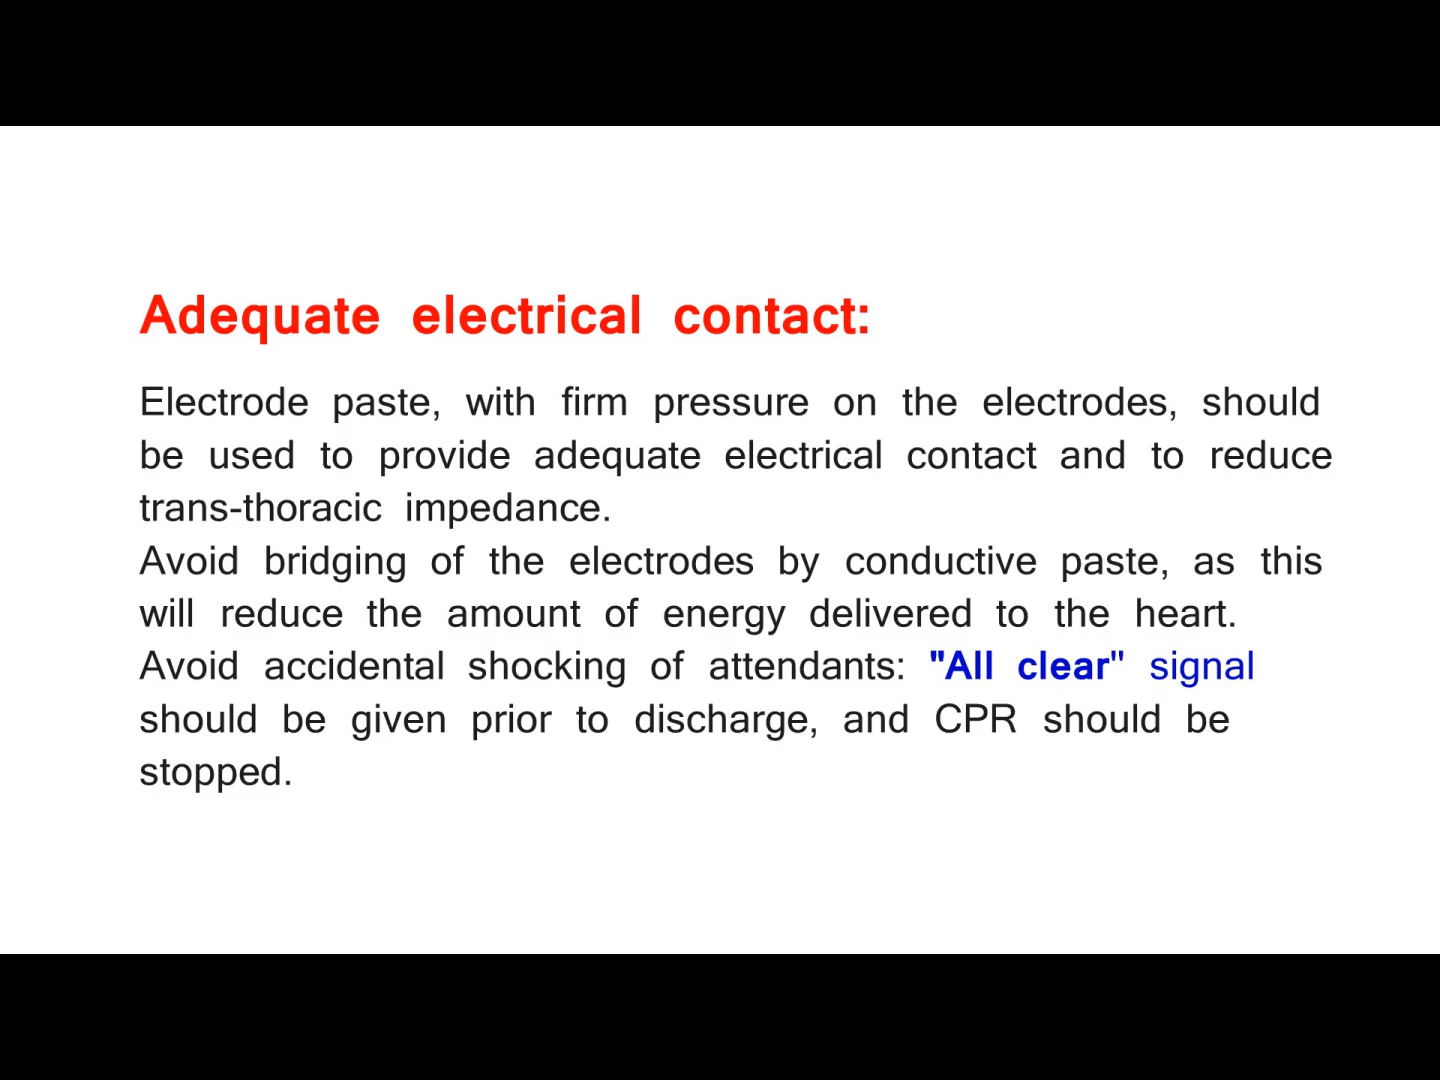 Adequate electrical contact:
Electrode paste, with firm pressure on the electrodes, should
be used to provide adequate electrical contact and to reduce
trans-thoracic impedance.
Avoid bridging of the electrodes by conductive paste, as this
will reduce the amount of energy delivered to the heart.
Avoid accidental shocking of attendants: "All clear" signal
should be given prior to discharge, and CPR should be
stopped.